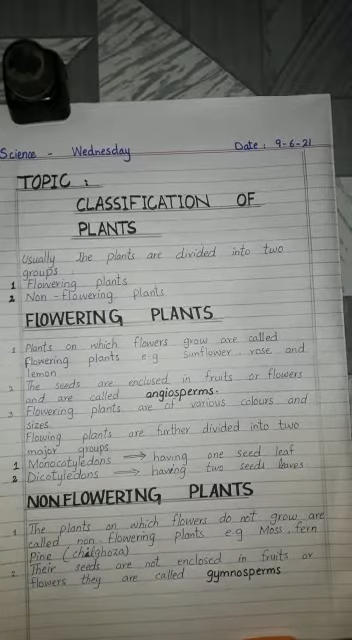 Science - Wednesday Date: 9-6-21
TOPIC :
CLASSIFICATION OF
PLANTS
Usually the plants are divided into two
groups
1 Flowering plants
2 Non-flowering plants
FLOWERING PLANTS
1 Plants on which flowers grow are called
flowering plants e.g sunflower. rose and
lemon
2 The seeds are enclosed in fruits or flowers
and are called angiosperms.
3 Flowering plants are of various colours and
sizes
Flowing plants are further divided into two
major groups
1 Monocotyledons ⟹ having one seed leaf
2 Dicotyledons ⟹ having two seeds leaves
NONFLOWERING PLANTS
1 The plants on which flowers do not grow are
called non-flowering plants e.g Moss. fern
Pine (chilghoza)
2 Their seeds are not enclosed in fruits or
flowers they are called gymnosperms